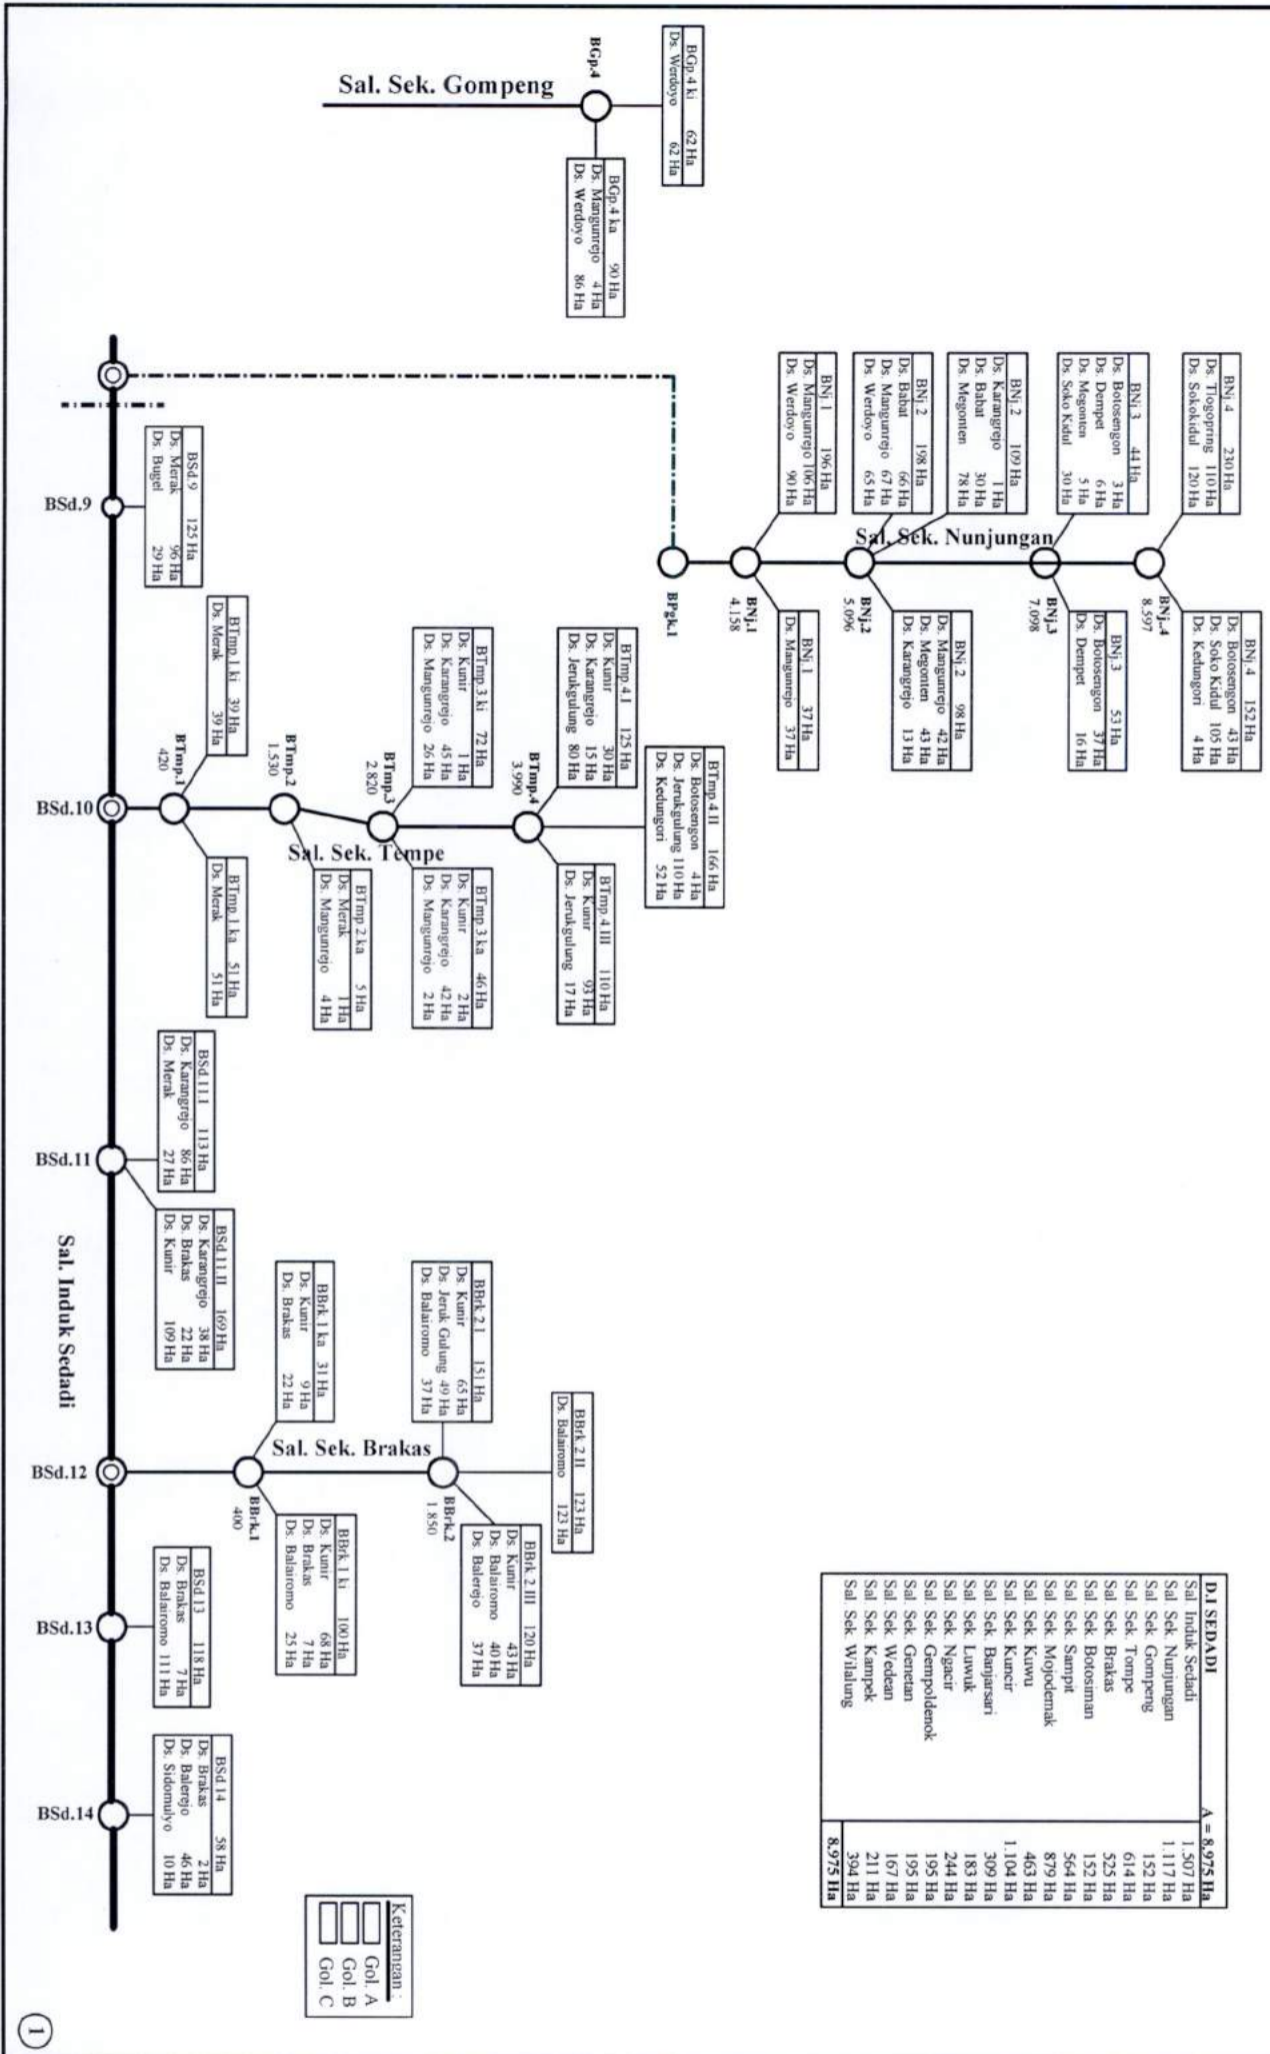 BGp.4 ki 62 Ha
Ds. Werdoyo 62 Ha
BGp.4
Sal. Sek. Gompeng
BGp.4 ka 90 Ha
Ds. Mangunrejo 4 Ha
Ds. Werdoyo 86 Ha
BNj.4 230 Ha
Ds. Tlogopring 110 Ha
Ds. Sokokidul 120 Ha
BNj.3 44 Ha
Ds. Botosengon 3 Ha
Ds. Dempet 6 Ha
Ds. Megonten 5 Ha
Ds. Soko Kidul 30 Ha
BNj.2 109 Ha
Ds. Karangrejo 1 Ha
Ds. Babat 30 Ha
Ds. Megonten 78 Ha
BNj.2 198 Ha
Ds. Babat 66 Ha
Ds. Mangunrejo 67 Ha
Ds. Werdoyo 65 Ha
BNj.1 196 Ha
Ds. Mangunrejo 106 Ha
Ds. Werdoyo 90 Ha
Sal. Sek. Nunjungan
BPgk.1
BNj.1
4.158
BNj.2
5.096
BNj.3
7.098
BNj.4
8.597
BNj.4 152 Ha
Ds. Botosengon 43 Ha
Ds. Soko Kidul 105 Ha
Ds. Kedungori 4 Ha
BNj.3 53 Ha
Ds. Botosengon 37 Ha
Ds. Dempet 16 Ha
BNj.2 98 Ha
Ds. Mangunrejo 42 Ha
Ds. Megonten 43 Ha
Ds. Karangrejo 13 Ha
BNj.1 37 Ha
Ds. Mangunrejo 37 Ha
BSd.9
BSd.9 125 Ha
Ds. Merak 96 Ha
Ds. Bugel 29 Ha
BTmp.1.ki 39 Ha
Ds. Merak 39 Ha
BTmp.3.ki 72 Ha
Ds. Kunir 1 Ha
Ds. Karangrejo 45 Ha
Ds. Mangunrejo 26 Ha
BTmp.4.I 125 Ha
Ds. Kunir 30 Ha
Ds. Karangrejo 15 Ha
Ds. Jerukgulung 80 Ha
BTmp.4.II 166 Ha
Ds. Botosengon 4 Ha
Ds. Jerukgulung 110 Ha
Ds. Kedungori 52 Ha
BSd.10
BTmp.1
420
BTmp.2
1.530
BTmp.3
2.820
BTmp.4
3.990
Sal. Sek. Tempe
BTmp.1 ka 51 Ha
Ds. Merak 51 Ha
BTmp.2.ka 5 Ha
Ds. Merak 1 Ha
Ds. Mangunrejo 4 Ha
BTmp.3 ka 46 Ha
Ds. Kunir 2 Ha
Ds. Karangrejo 42 Ha
Ds. Mangunrejo 2 Ha
BTmp.4 III 110 Ha
Ds. Kunir 93 Ha
Ds. Jerukgulung 17 Ha
BSd.11
BSd.11.I 113 Ha
Ds. Karangrejo 86 Ha
Ds. Merak 27 Ha
BSd.11.II 169 Ha
Ds. Karangrejo 38 Ha
Ds. Brakas 22 Ha
Ds. Kunir 109 Ha
Sal. Induk Sedadi
BBrk.1 ka 31 Ha
Ds. Kunir 9 Ha
Ds. Brakas 22 Ha
BBrk.2 I 151 Ha
Ds. Kunir 65 Ha
Ds. Jeruk Gulung 49 Ha
Ds. Balairomo 37 Ha
BBrk.2 II 123 Ha
Ds. Balairomo 123 Ha
BSd.12
Sal. Sek. Brakas
BBrk.1
400
BBrk.2
1.850
BBrk.1 ki 100 Ha
Ds. Kunir 68 Ha
Ds. Brakas 7 Ha
Ds. Balairomo 25 Ha
BBrk.2 III 120 Ha
Ds. Kunir 43 Ha
Ds. Balairomo 40 Ha
Ds. Balerejo 37 Ha
BSd.13
BSd.13 118 Ha
Ds. Brakas 7 Ha
Ds. Balairomo 111 Ha
BSd.14
BSd.14 58 Ha
Ds. Brakas 2 Ha
Ds. Balerejo 46 Ha
Ds. Sidomulyo 10 Ha
D.I SEDADI A = 8.975 Ha
Sal. Induk Sedadi 1.507 Ha
Sal. Sek. Nunjungan 1.117 Ha
Sal. Sek. Gompeng 152 Ha
Sal. Sek. Tompe 614 Ha
Sal. Sek. Brakas 525 Ha
Sal. Sek. Botosiman 152 Ha
Sal. Sek. Sampit 564 Ha
Sal. Sek. Mojodemak 879 Ha
Sal. Sek. Kuwu 463 Ha
Sal. Sek. Kuncir 1.104 Ha
Sal. Sek. Banjarsari 309 Ha
Sal. Sek. Luwuk 183 Ha
Sal. Sek. Ngacir 244 Ha
Sal. Sek. Gempoldenok 195 Ha
Sal. Sek. Genetan 195 Ha
Sal. Sek. Wedean 167 Ha
Sal. Sek. Kampek 211 Ha
Sal. Sek. Wilalung 394 Ha
8.975 Ha
Keterangan :
Gol. A
Gol. B
Gol. C
1